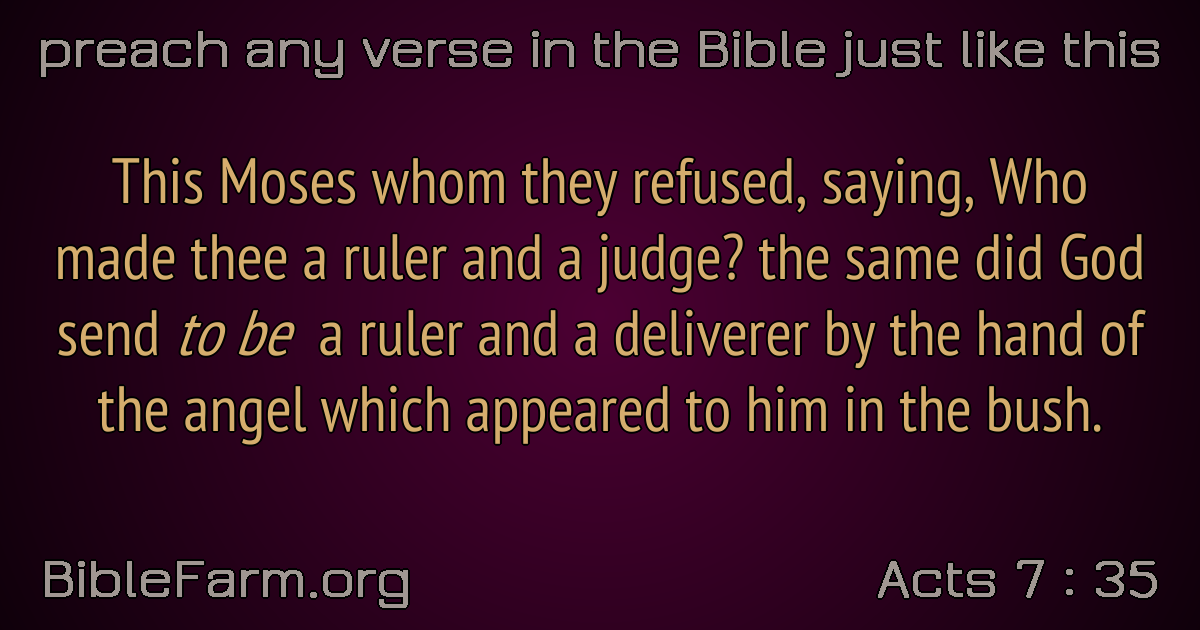 preach any verse in the Bible just like this
This Moses whom they refused, saying, Who
made thee a ruler and a judge? the same did God
send to be a ruler and a deliverer by the hand of
the angel which appeared to him in the bush.
BibleFarm.org
Acts 7 : 35